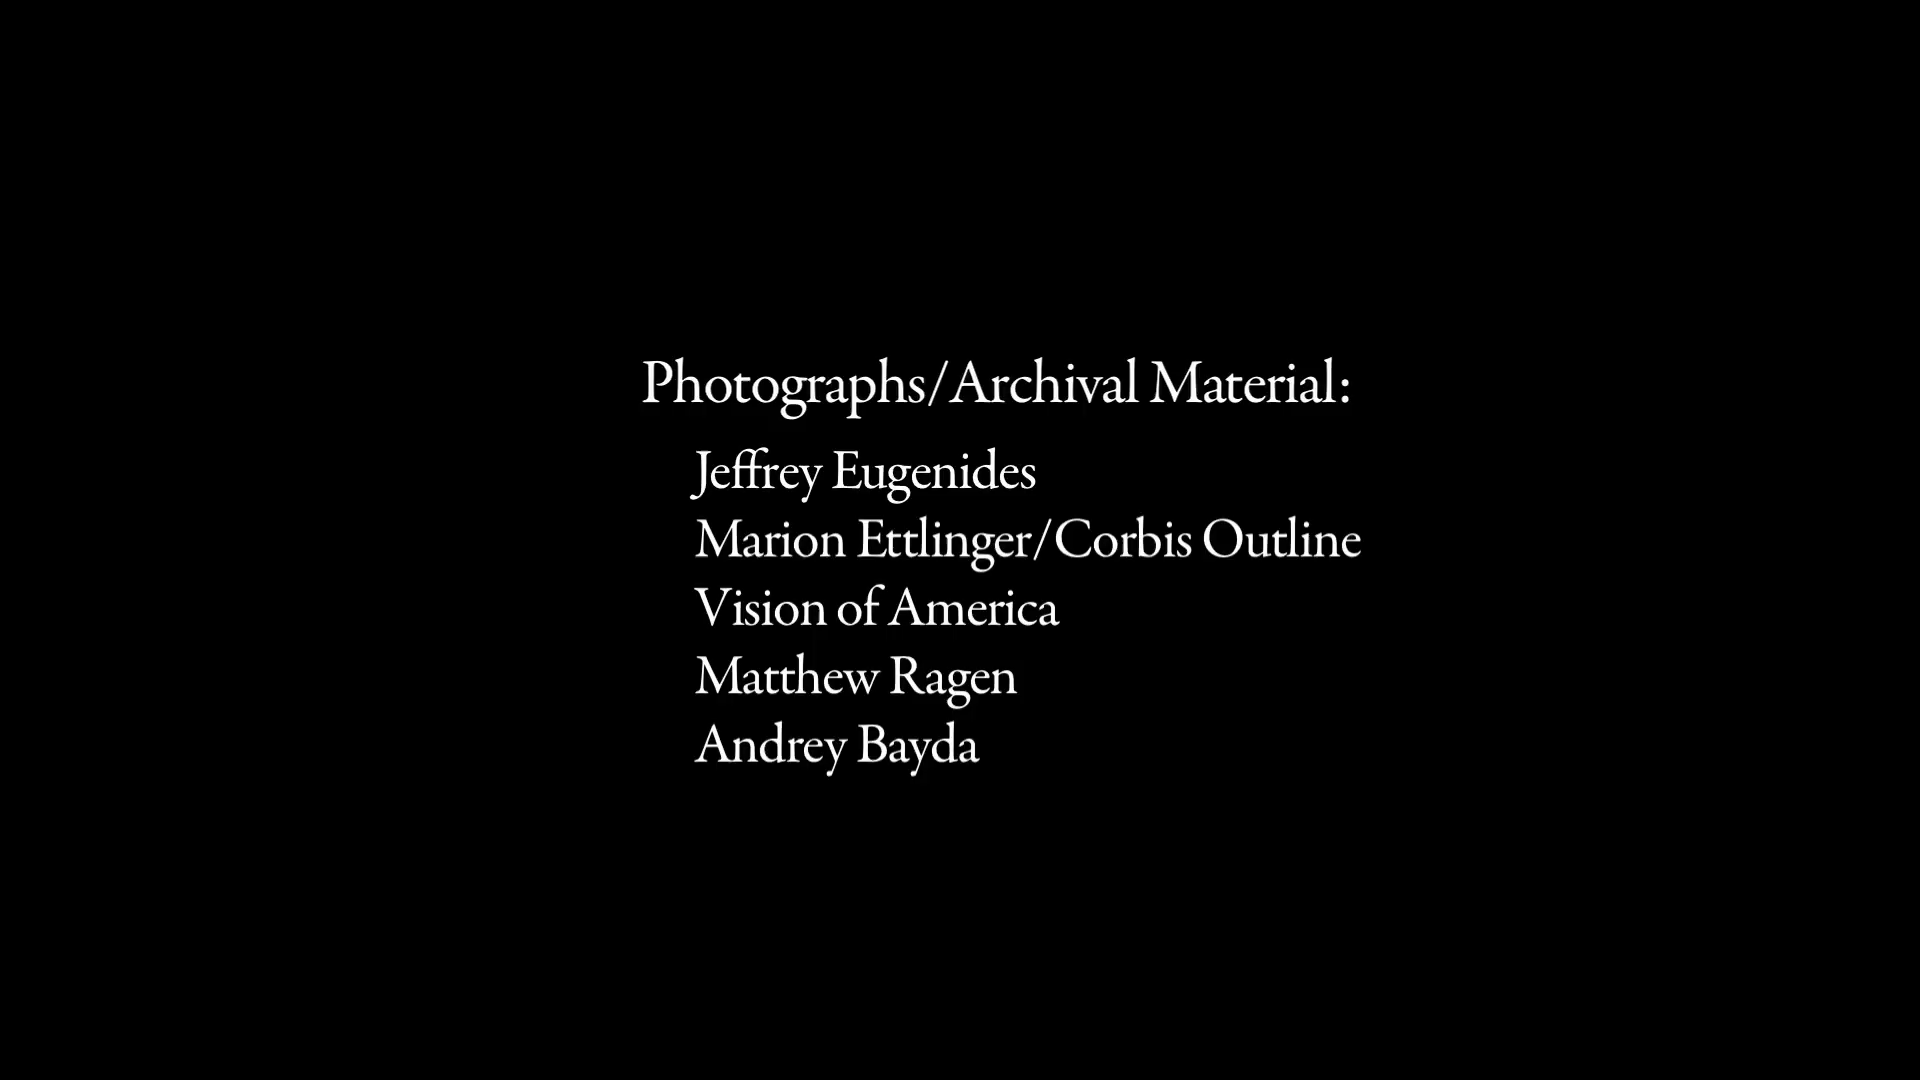 Photographs/Archival Material:
Jeffrey Eugenides
Marion Ettlinger/Corbis Outline
Vision of America
Matthew Ragen
Andrey Bayda